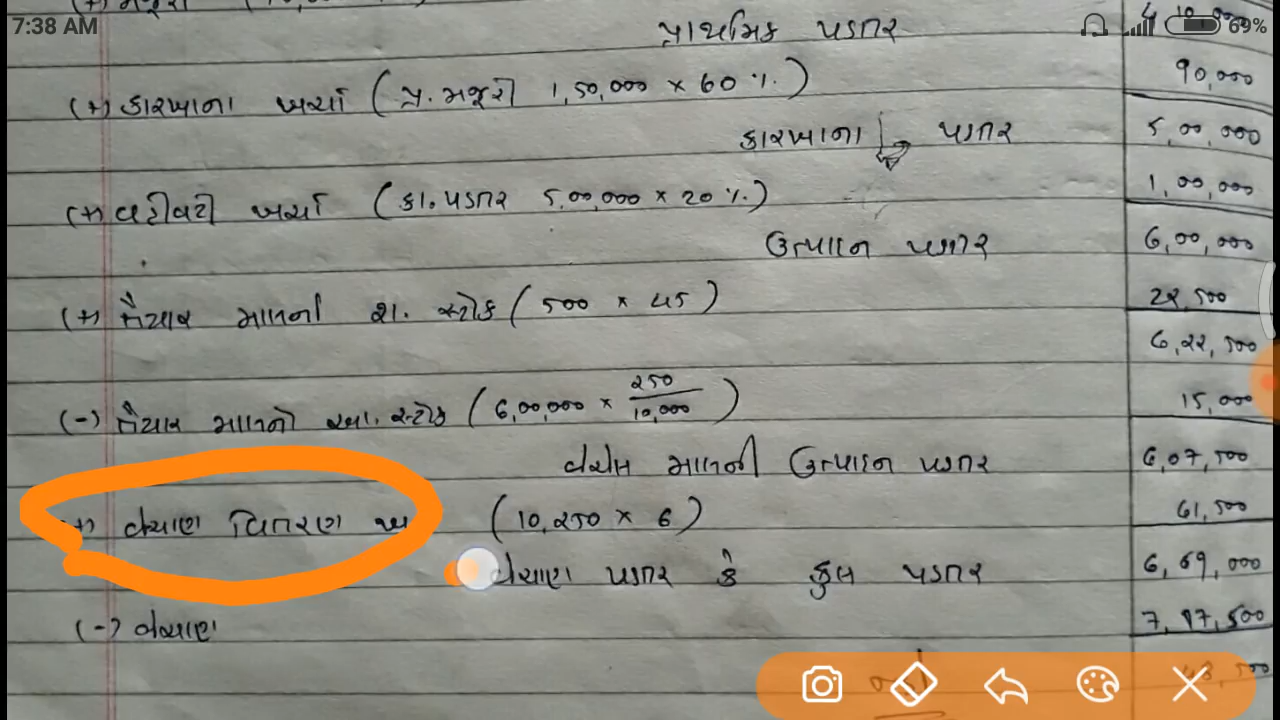 7:38 AM 69%
પ્રાથમિક પડતર
(+) કારખાના ખર્ચા (પ્ર. મજૂરી 1,50,000 × 60 %.) 90,000
કારખાના પડતર 5,00,000
(+) વહીવટી ખર્ચા (કા. પડતર 5,00,000 × 20 %.) 1,00,000
ઉત્પાદન પડતર 6,00,000
(+) તૈયાર માલનો શ. સ્ટોક (500 × 45) 22,500
6,22,500
(-) તૈયાર માલનો આ. સ્ટોક (6,00,000 × 250/10,000) 15,000
વેચેલ માલની ઉત્પાદન પડતર 6,07,500
(+) વેચાણ વિતરણ (10,250 × 6) 61,500
વેચાણ પડતર કે કુલ પડતર 6,69,000
(-) વેચાણ 7,17,500